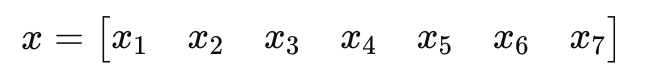 x = [x₁ x₂ x₃ x₄ x₅ x₆ x₇]